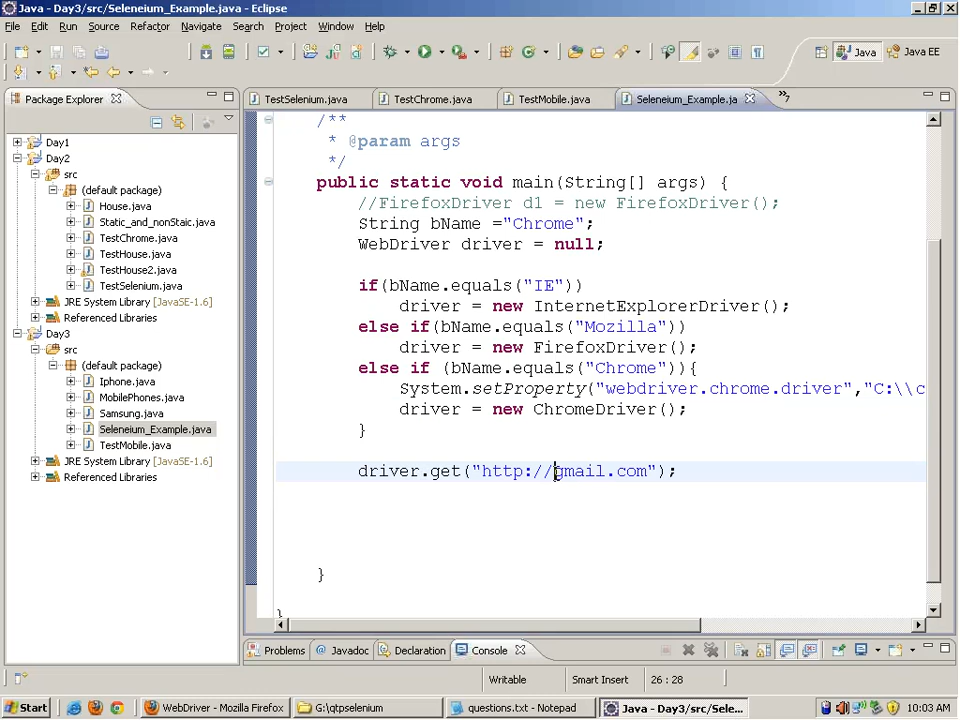 Java - Day3/src/Seleneium_Example.java - Eclipse
File Edit Run Source Refactor Navigate Search Project Window Help
Java Java EE
Package Explorer
TestSelenium.java TestChrome.java TestMobile.java Seleneium_Example.ja 7
Day1
Day2
src
(default package)
House.java
Static_and_nonStaic.java
TestChrome.java
TestHouse.java
TestHouse2.java
TestSelenium.java
JRE System Library [JavaSE-1.6]
Referenced Libraries
Day3
src
(default package)
Iphone.java
MobilePhones.java
Samsung.java
Seleneium_Example.java
TestMobile.java
JRE System Library [JavaSE-1.6]
Referenced Libraries
/**
* @param args
*/
public static void main(String[] args) {
//FirefoxDriver d1 = new FirefoxDriver();
String bName ="Chrome";
WebDriver driver = null;
if(bName.equals("IE"))
driver = new InternetExplorerDriver();
else if(bName.equals("Mozilla"))
driver = new FirefoxDriver();
else if (bName.equals("Chrome")){
System.setProperty("webdriver.chrome.driver","C:\\c
driver = new ChromeDriver();
}
driver.get("http://gmail.com");
}
}
Problems Javadoc Declaration Console
Writable Smart Insert 26 : 28
Start WebDriver - Mozilla Firefox G:\qtpselenium questions.txt - Notepad Java - Day3/src/Sele... 10:03 AM